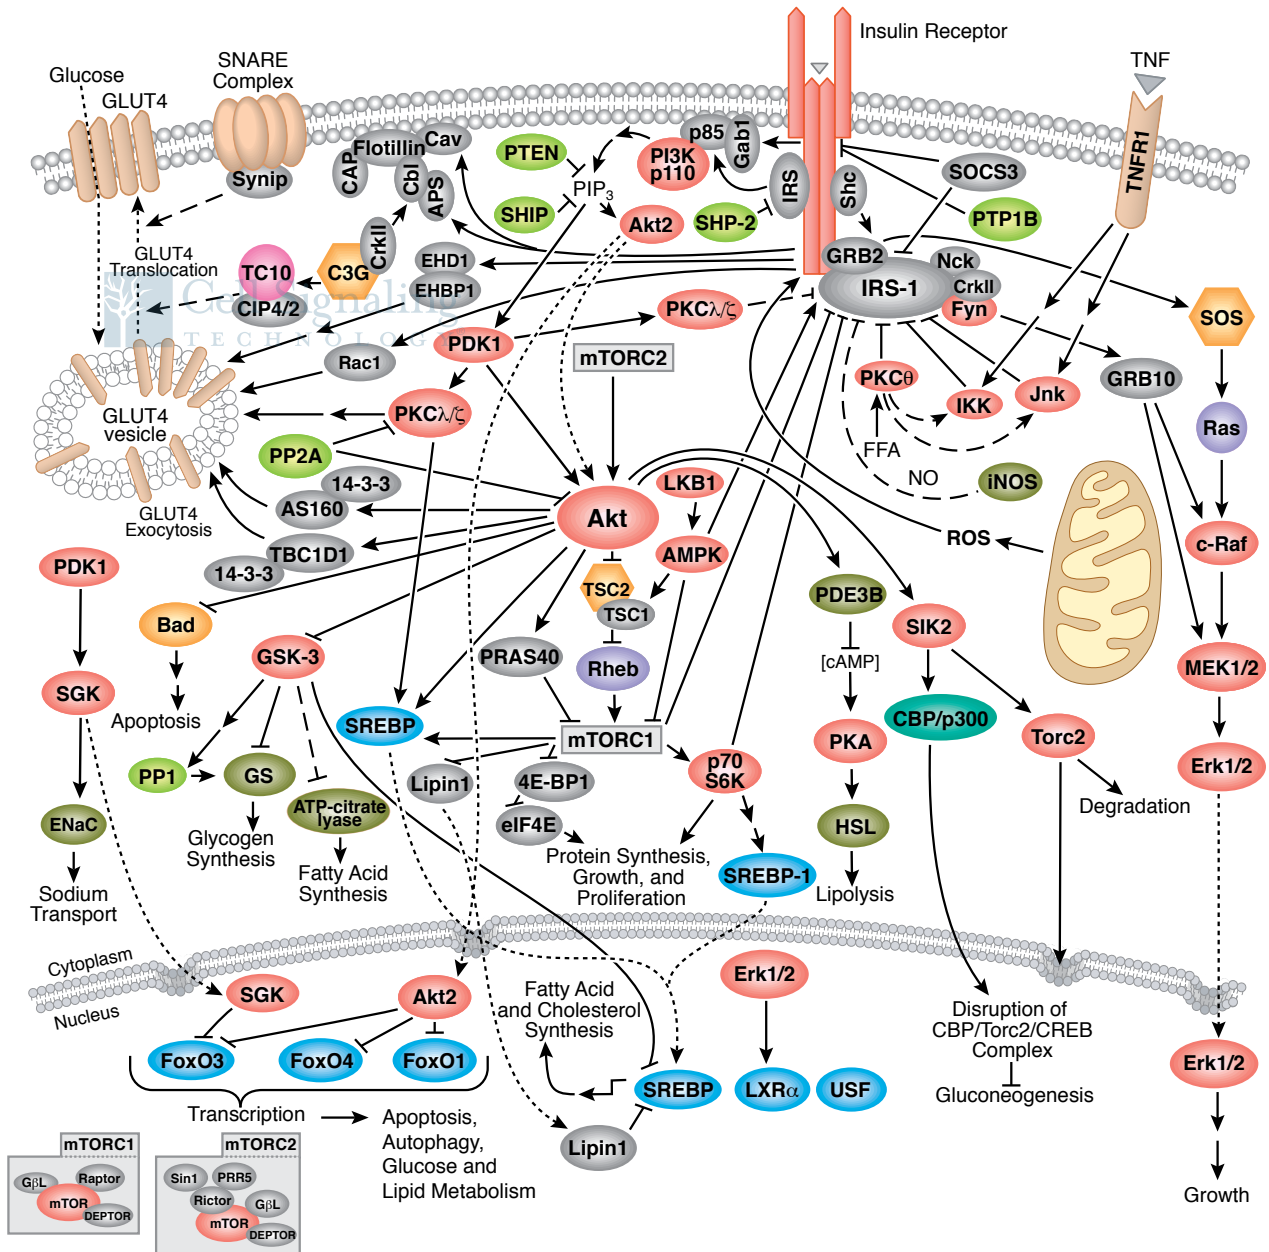 Insulin Receptor
TNF
SNARE
Complex
Glucose
GLUT4
TNFR1
Synip
CAP
Flotillin
Cav
Cbl
APS
CrkII
PTEN
PIP3
SHIP
p85
Gab1
PI3K
p110
Akt2
SHP-2
IRS
Shc
SOCS3
PTP1B
GRB2
IRS-1
Nck
CrkII
Fyn
GLUT4
Translocation
TC10
CIP4/2
C3G
EHD1
EHBP1
Cell Signaling
TECHNOLOGY
PKCλ/ζ
SOS
PDK1
mTORC2
Rac1
GRB10
PKCθ
IKK
Jnk
FFA
NO
iNOS
Ras
GLUT4
vesicle
PKCλ/ζ
PP2A
14-3-3
AS160
GLUT4
Exocytosis
TBC1D1
14-3-3
Akt
LKB1
AMPK
ROS
c-Raf
PDK1
Bad
TSC2
TSC1
PDE3B
SIK2
GSK-3
PRAS40
Rheb
[cAMP]
MEK1/2
SGK
Apoptosis
SREBP
mTORC1
CBP/p300
PKA
Torc2
PP1
GS
Lipin1
4E-BP1
p70
S6K
Erk1/2
Degradation
ENaC
ATP-citrate
lyase
eIF4E
HSL
Glycogen
Synthesis
Fatty Acid
Synthesis
Protein Synthesis,
Growth, and
Proliferation
SREBP-1
Lipolysis
Sodium
Transport
Cytoplasm
Nucleus
SGK
Akt2
Fatty Acid
and Cholesterol
Synthesis
Erk1/2
Disruption of
CBP/Torc2/CREB
Complex
Gluconeogenesis
FoxO3
FoxO4
FoxO1
SREBP
LXRα
USF
Erk1/2
Transcription
Apoptosis,
Autophagy,
Glucose and
Lipid Metabolism
Lipin1
Growth
mTORC1
GβL
Raptor
mTOR
DEPTOR
mTORC2
Sin1
PRR5
Rictor
GβL
mTOR
DEPTOR